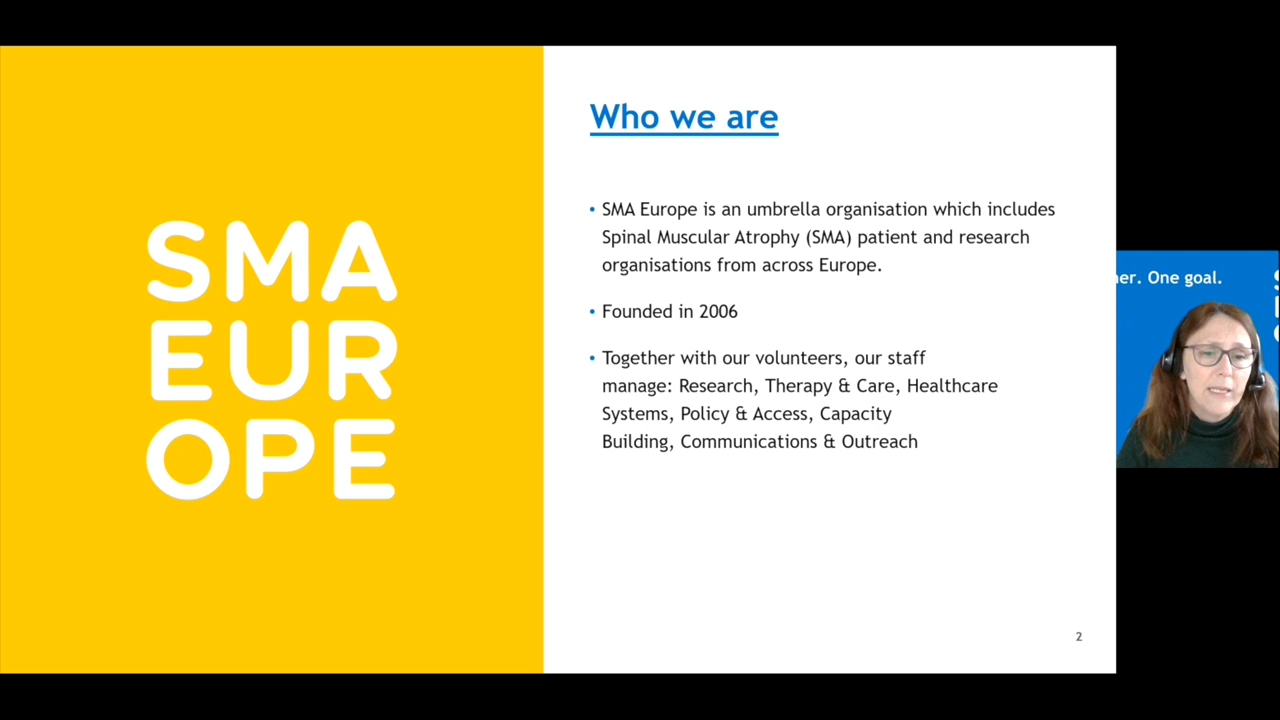 SMA
EUR
OPE
Who we are
• SMA Europe is an umbrella organisation which includes
Spinal Muscular Atrophy (SMA) patient and research
organisations from across Europe.
• Founded in 2006
• Together with our volunteers, our staff
manage: Research, Therapy & Care, Healthcare
Systems, Policy & Access, Capacity
Building, Communications & Outreach
2
One goal.